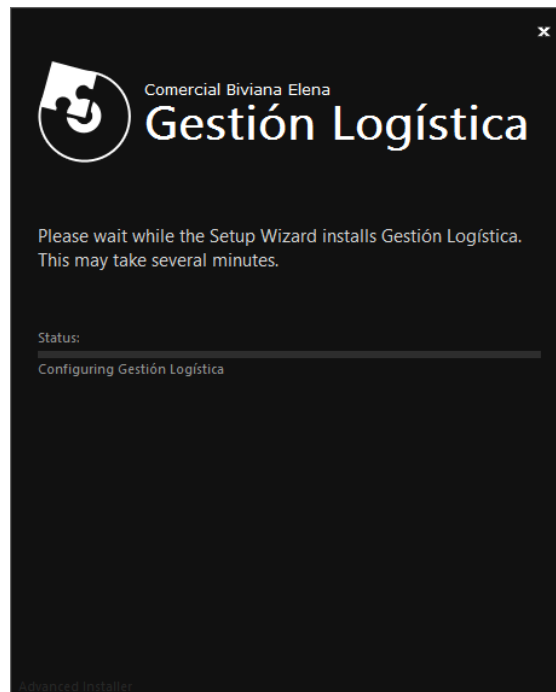 Comercial Biviana Elena
Gestión Logística
Please wait while the Setup Wizard installs Gestión Logística.
This may take several minutes.
Status:
Configuring Gestión Logística
Advanced Installer